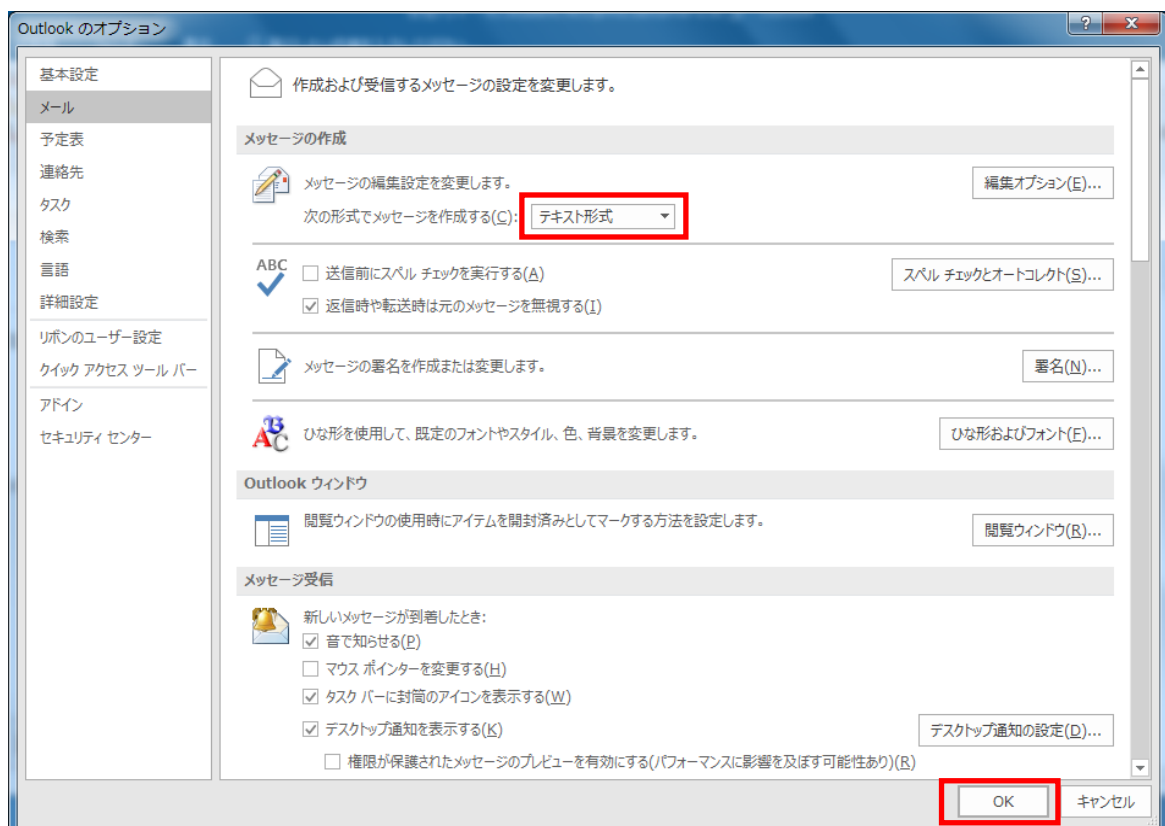 Outlook のオプション
基本設定
メール
予定表
連絡先
タスク
検索
言語
詳細設定
リボンのユーザー設定
クイック アクセス ツール バー
アドイン
セキュリティ センター
作成および受信するメッセージの設定を変更します。
メッセージの作成
メッセージの編集設定を変更します。
編集オプション(E)...
次の形式でメッセージを作成する(C): テキスト形式
ABC
送信前にスペル チェックを実行する(A)
スペル チェックとオートコレクト(S)...
返信時や転送時は元のメッセージを無視する(I)
メッセージの署名を作成または変更します。
署名(N)...
ひな形を使用して、既定のフォントやスタイル、色、背景を変更します。
ひな形およびフォント(F)...
Outlook ウィンドウ
閲覧ウィンドウの使用時にアイテムを開封済みとしてマークする方法を設定します。
閲覧ウィンドウ(R)...
メッセージ受信
新しいメッセージが到着したとき:
音で知らせる(P)
マウス ポインターを変更する(H)
タスク バーに封筒のアイコンを表示する(W)
デスクトップ通知を表示する(K)
デスクトップ通知の設定(D)...
権限が保護されたメッセージのプレビューを有効にする(パフォーマンスに影響を及ぼす可能性あり)(R)
OK
キャンセル